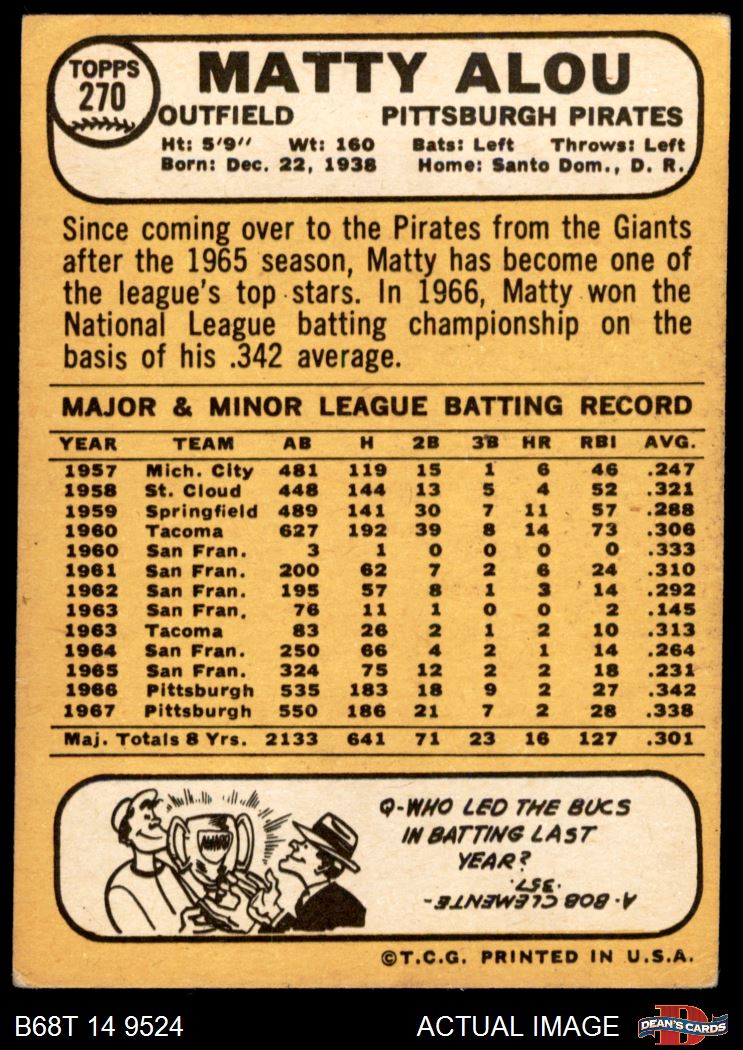 TOPPS
270
MATTY ALOU
OUTFIELD PITTSBURGH PIRATES
Ht: 5'9" Wt: 160 Bats: Left Throws: Left
Born: Dec. 22, 1938 Home: Santo Dom., D. R.
Since coming over to the Pirates from the Giants
after the 1965 season, Matty has become one of
the league's top stars. In 1966, Matty won the
National League batting championship on the
basis of his .342 average.
MAJOR & MINOR LEAGUE BATTING RECORD
YEAR TEAM AB H 2B 3B HR RBI AVG.
1957 Mich. City 481 119 15 1 6 46 .247
1958 St. Cloud 448 144 13 5 4 52 .321
1959 Springfield 489 141 30 7 11 57 .288
1960 Tacoma 627 192 39 8 14 73 .306
1960 San Fran. 3 1 0 0 0 0 .333
1961 San Fran. 200 62 7 2 6 24 .310
1962 San Fran. 195 57 8 1 3 14 .292
1963 San Fran. 76 11 1 0 0 2 .145
1963 Tacoma 83 26 2 1 2 10 .313
1964 San Fran. 250 66 4 2 1 14 .264
1965 San Fran. 324 75 12 2 2 18 .231
1966 Pittsburgh 535 183 18 9 2 27 .342
1967 Pittsburgh 550 186 21 7 2 28 .338
Maj. Totals 8 Yrs. 2133 641 71 23 16 127 .301
AWARD
Q-WHO LED THE BUCS
IN BATTING LAST
YEAR?
A-BOB CLEMENTE-
.357.
©T.C.G. PRINTED IN U.S.A.
B68T 14 9524 ACTUAL IMAGE
D
DEAN'S CARDS